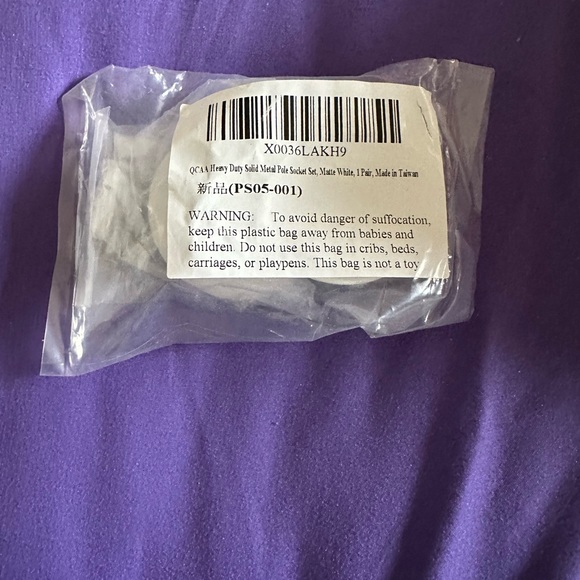 X0036LAKH9
QCAA Heavy Duty Solid Metal Pole Socket Set, Matte White, 1 Pair, Made in Taiwan
新品(PS05-001)
WARNING: To avoid danger of suffocation,
keep this plastic bag away from babies and
children. Do not use this bag in cribs, beds,
carriages, or playpens. This bag is not a toy